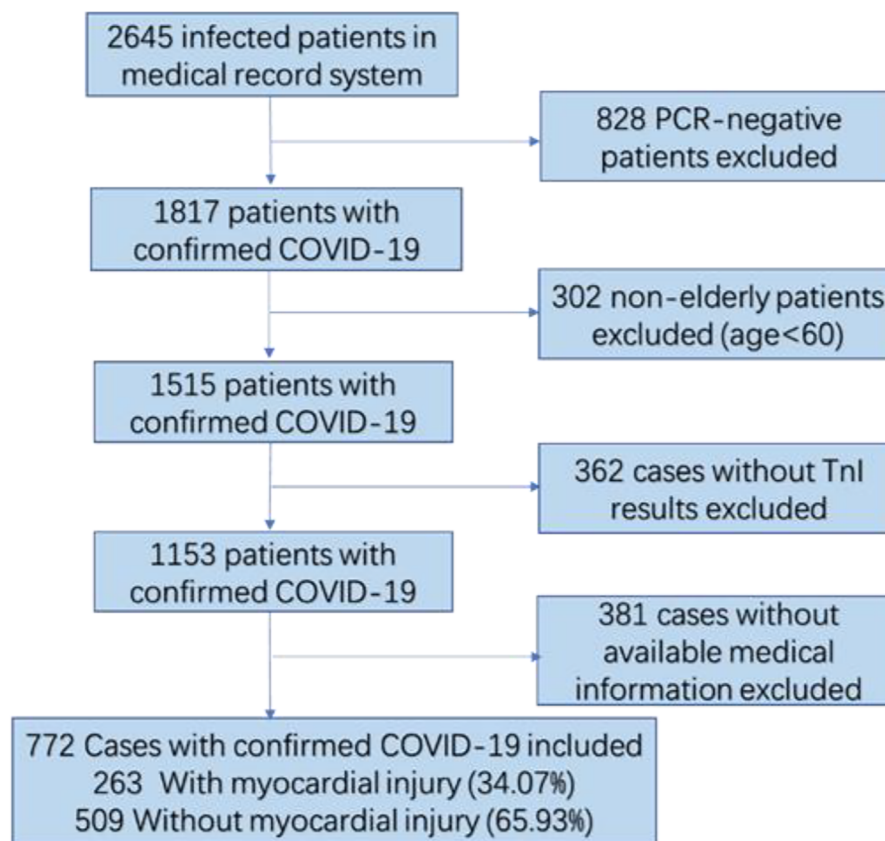 2645 infected patients in
medical record system
828 PCR-negative
patients excluded
1817 patients with
confirmed COVID-19
302 non-elderly patients
excluded (age<60)
1515 patients with
confirmed COVID-19
362 cases without TnI
results excluded
1153 patients with
confirmed COVID-19
381 cases without
available medical
information excluded
772 Cases with confirmed COVID-19 included
263 With myocardial injury (34.07%)
509 Without myocardial injury (65.93%)